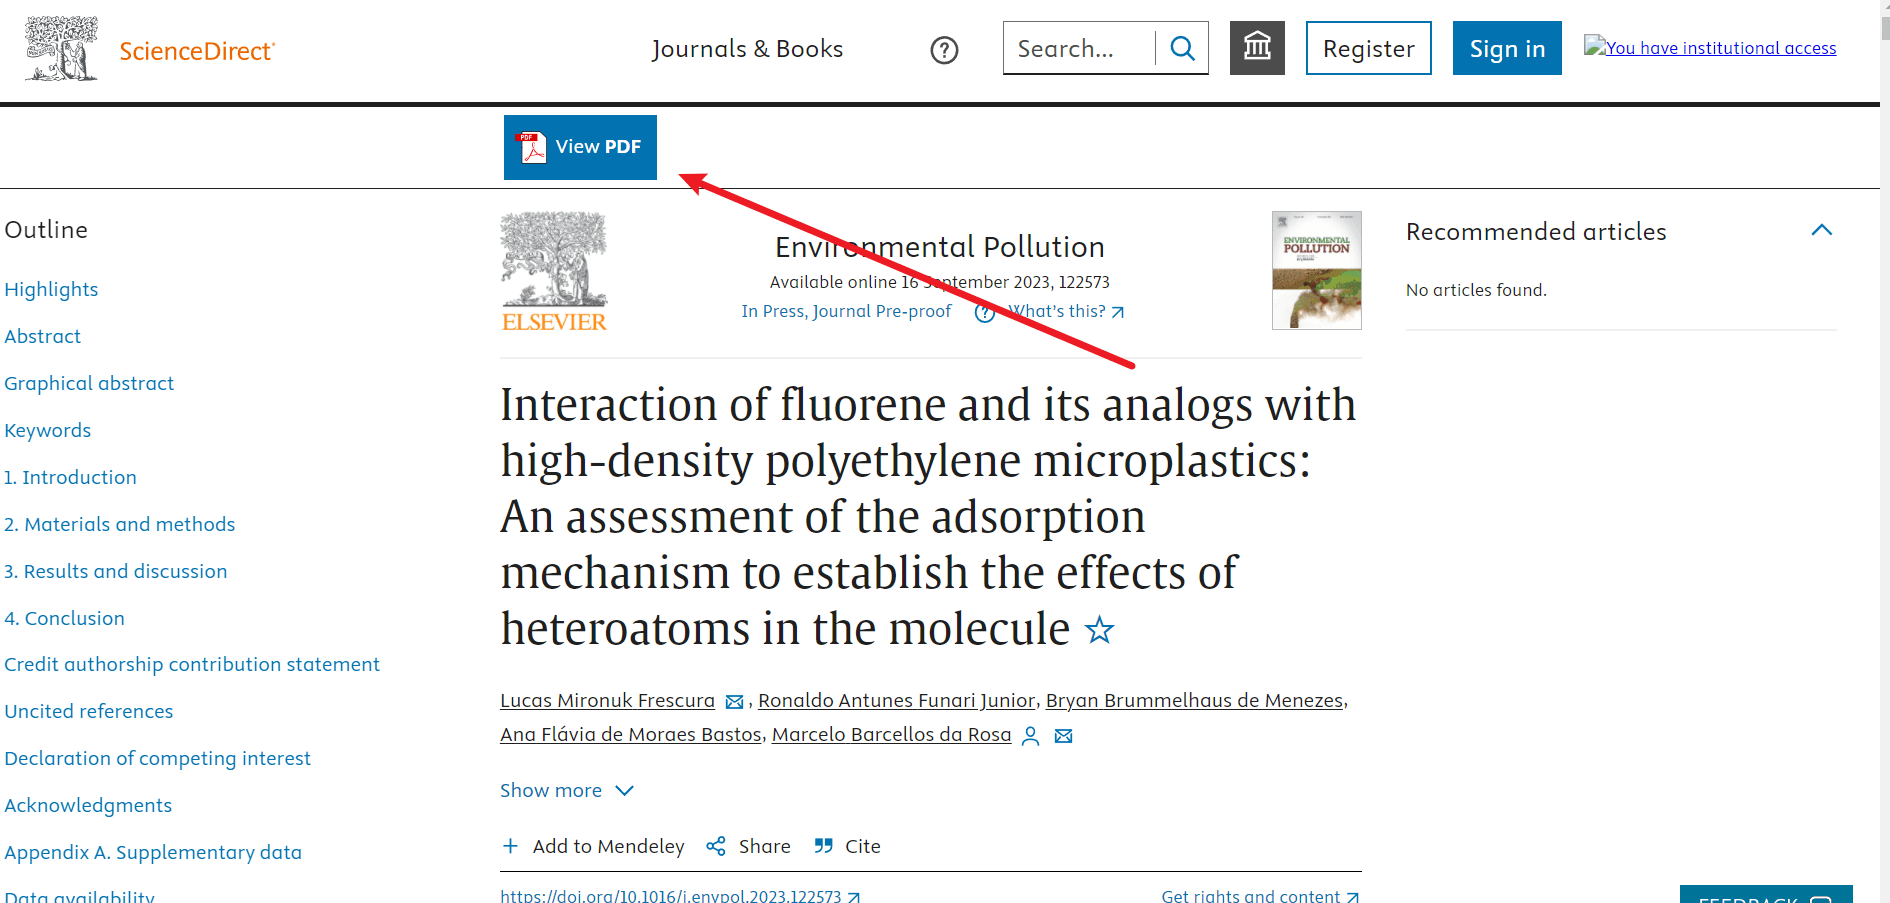 ScienceDirect
Journals & Books
?
Search...
Register
Sign in
You have institutional access
PDF
View PDF
Outline
Highlights
Abstract
Graphical abstract
Keywords
1. Introduction
2. Materials and methods
3. Results and discussion
4. Conclusion
Credit authorship contribution statement
Uncited references
Declaration of competing interest
Acknowledgments
Appendix A. Supplementary data
Data availability
ELSEVIER
Environmental Pollution
Available online 16 September 2023, 122573
In Press, Journal Pre-proof ? What's this?
ENVIRONMENTAL
POLLUTION
Interaction of fluorene and its analogs with
high-density polyethylene microplastics:
An assessment of the adsorption
mechanism to establish the effects of
heteroatoms in the molecule ☆
Lucas Mironuk Frescura, Ronaldo Antunes Funari Junior, Bryan Brummelhaus de Menezes,
Ana Flávia de Moraes Bastos, Marcelo Barcellos da Rosa
Show more
+ Add to Mendeley Share Cite
https://doi.org/10.1016/j.envpol.2023.122573
Get rights and content
Recommended articles
No articles found.
FEEDBACK